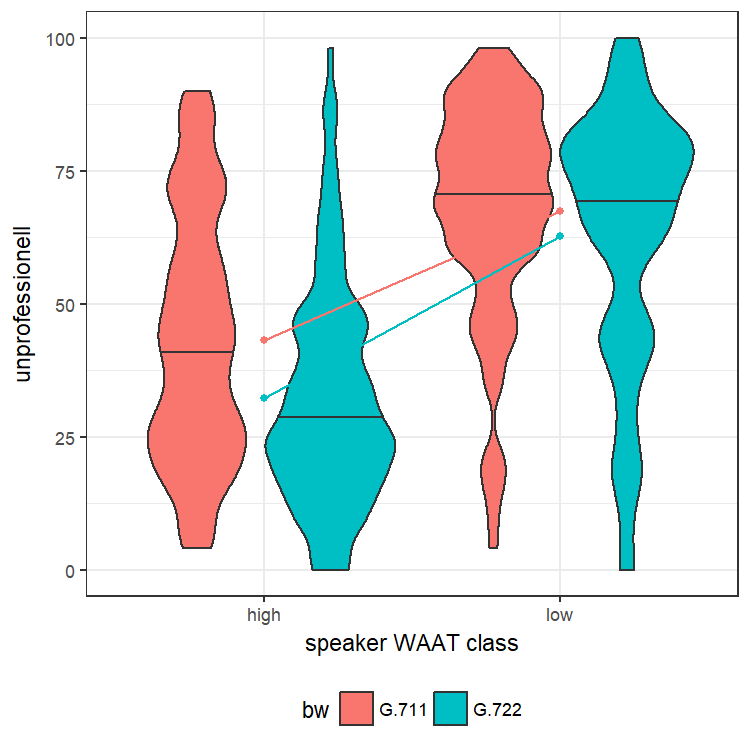 unprofessionell
100
75
50
25
0
high low
speaker WAAT class
bw G.711 G.722